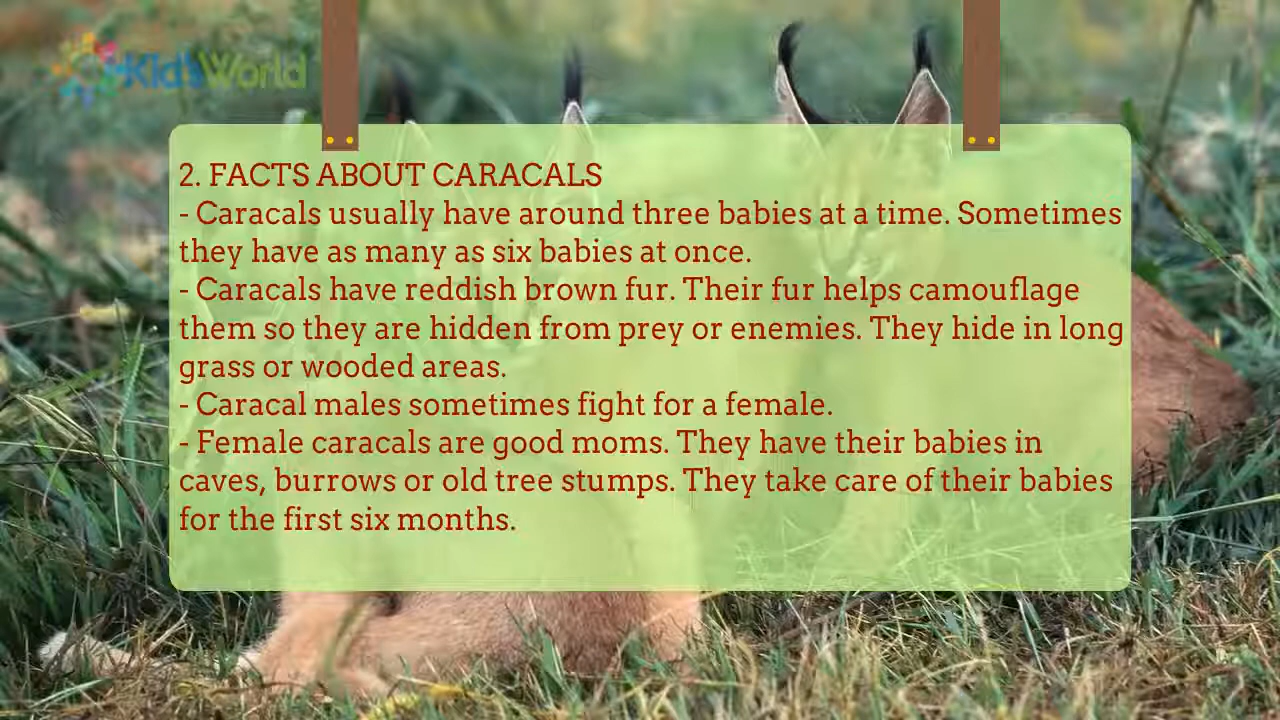 Kid'sWorld
2. FACTS ABOUT CARACALS
- Caracals usually have around three babies at a time. Sometimes
they have as many as six babies at once.
- Caracals have reddish brown fur. Their fur helps camouflage
them so they are hidden from prey or enemies. They hide in long
grass or wooded areas.
- Caracal males sometimes fight for a female.
- Female caracals are good moms. They have their babies in
caves, burrows or old tree stumps. They take care of their babies
for the first six months.